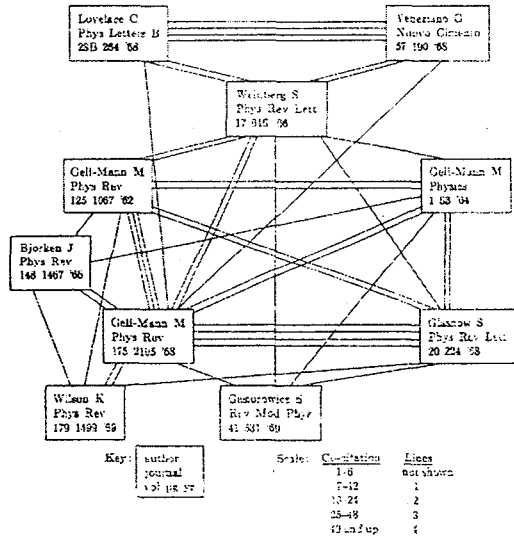 Lovelace C
Phys Letters B
28B 264 '68
Veneziano G
Nuovo Cimento
57 190 '68
Weinberg S
Phys Rev Lett
17 616 '66
Gell-Mann M
Phys Rev
125 1067 '62
Gell-Mann M
Physics
1 63 '64
Bjorken J
Phys Rev
148 1467 '66
Gell-Mann M
Phys Rev
175 2195 '68
Glashow S
Phys Rev Lett
20 224 '68
Wilson K
Phys Rev
179 1499 '69
Gasiorowicz S
Rev Mod Phys
41 531 '69
Key:
author
journal
vol pg yr
Scale:
Co-citation
Lines
1-6
not shown
7-12
1
13-24
2
25-48
3
49 and up
4